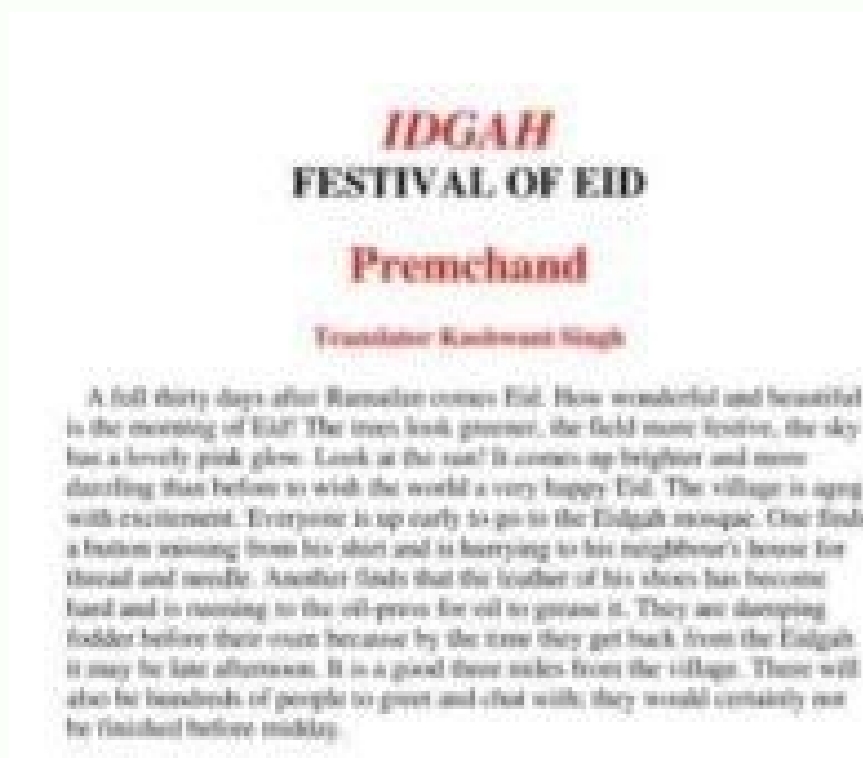 IDGAH
FESTIVAL OF EID
Premchand
Translator Kushwant Singh
A full thirty days after Ramadan comes Eid. How wonderful and beautiful
is the morning of Eid! The trees look greener, the field more festive, the sky
has a lovely pink glow. Look at the sun! It comes up brighter and more
dazzling than before to wish the world a very happy Eid. The village is agog
with excitement. Everyone is up early to go to the Eidgah mosque. One finds
a button missing from his shirt and is hurrying to his neighbour's house for
thread and needle. Another finds that the leather of his shoes has become
hard and is running to the oil-press for oil to grease it. They are dumping
fodder before their oxen because by the time they get back from the Eidgah
it may be late afternoon. It is a good three miles from the village. There will
also be hundreds of people to greet and chat with; they would certainly not
be finished before midday.